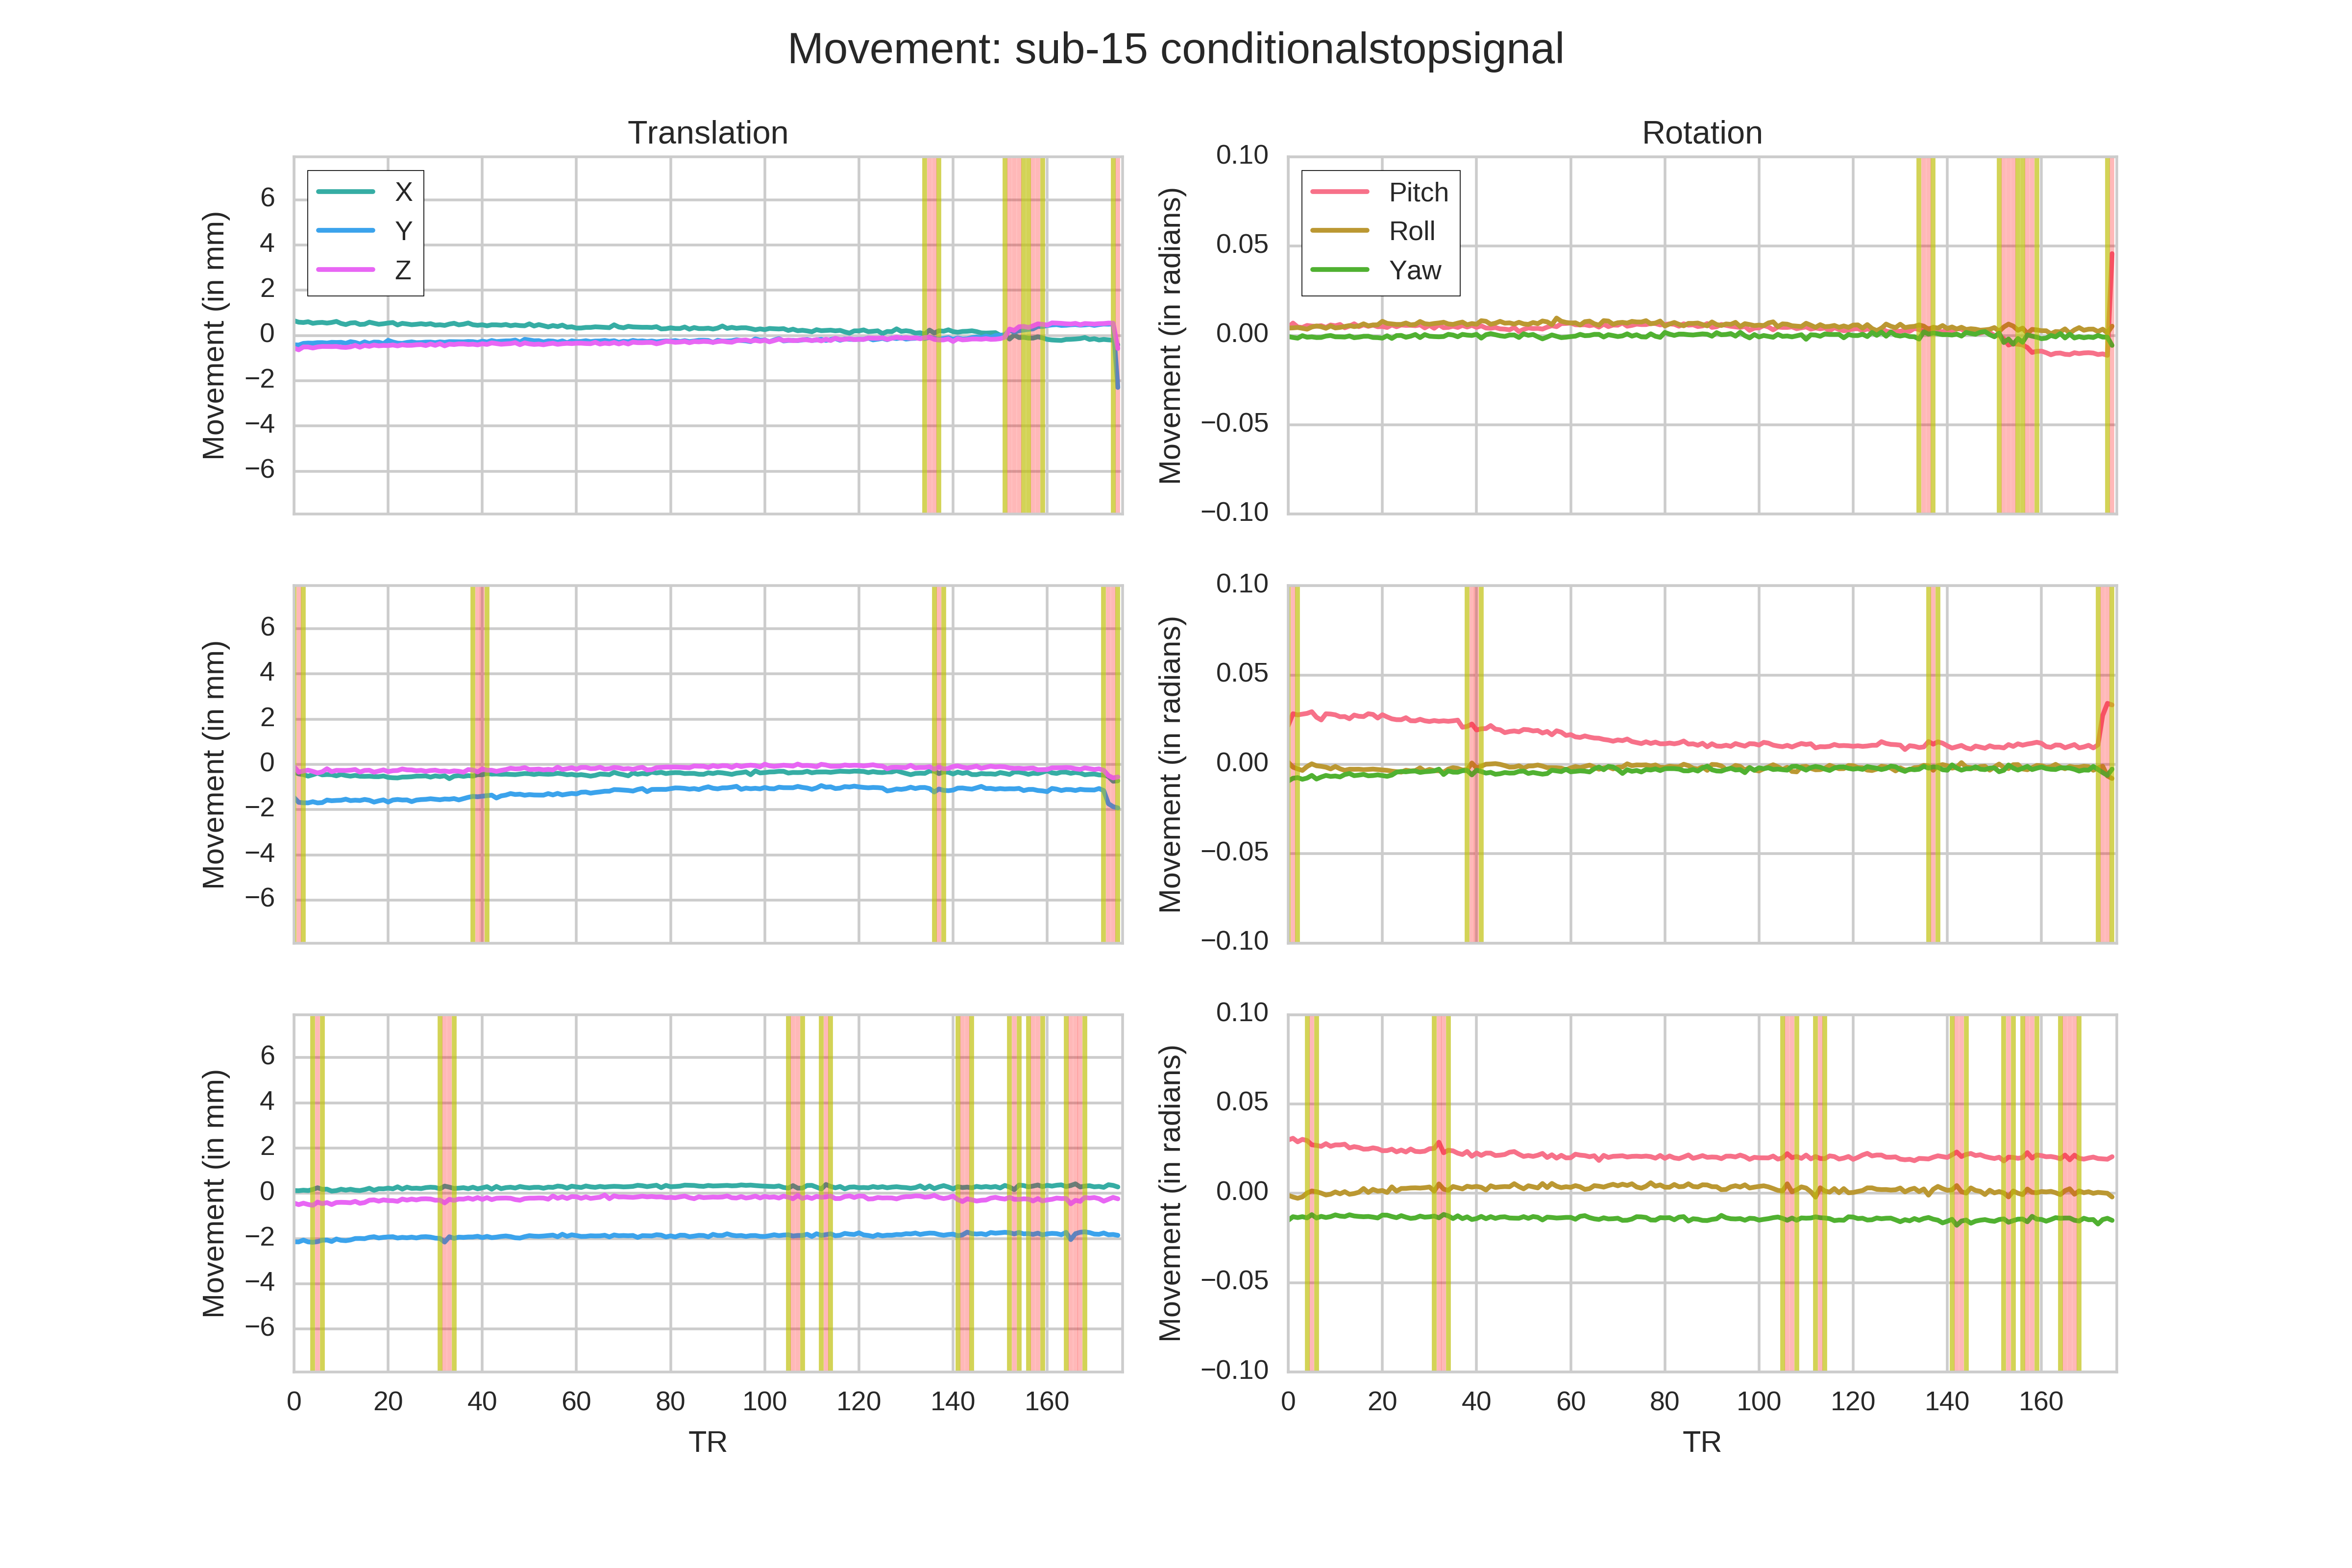 Movement: sub-15 conditionalstopsignal
Translation
Rotation
Movement (in mm)
6
4
2
0
−2
−4
−6
X
Y
Z
Movement (in radians)
0.10
0.05
0.00
−0.05
−0.10
Pitch
Roll
Yaw
Movement (in mm)
6
4
2
0
−2
−4
−6
Movement (in radians)
0.10
0.05
0.00
−0.05
−0.10
Movement (in mm)
6
4
2
0
−2
−4
−6
0 20 40 60 80 100 120 140 160
TR
Movement (in radians)
0.10
0.05
0.00
−0.05
−0.10
0 20 40 60 80 100 120 140 160
TR